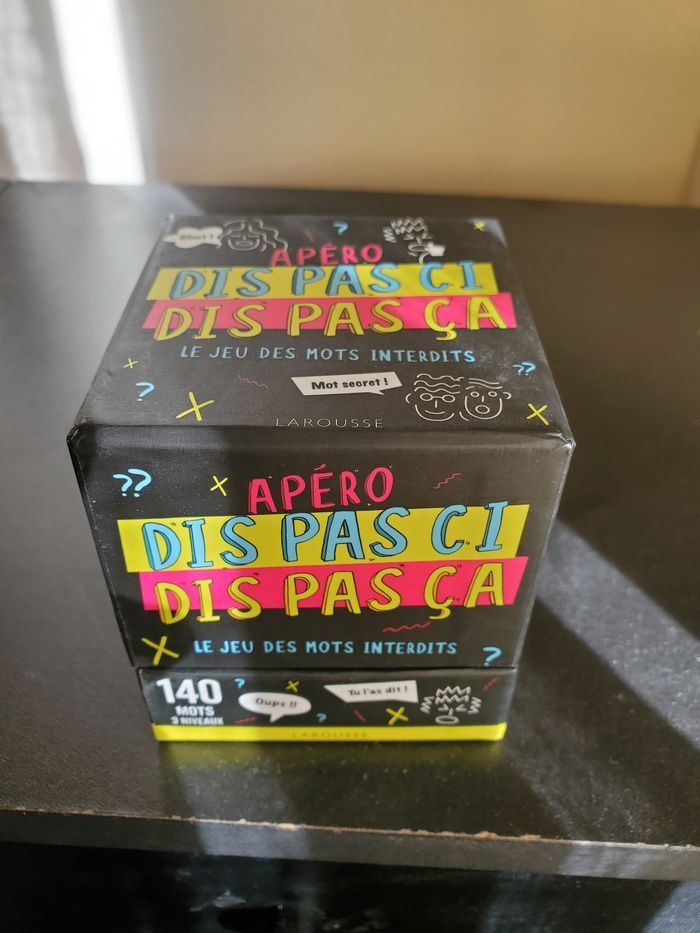 Chut !
APÉRO
DIS PAS CI
DIS PAS ÇA
LE JEU DES MOTS INTERDITS
??
Mot secret !
?
LAROUSSE
??
APÉRO
DIS PAS CI
DIS PAS ÇA
LE JEU DES MOTS INTERDITS
?
140
MOTS
3 NIVEAUX
?
Oups !!
?
Tu l'as dit !
LAROUSSE